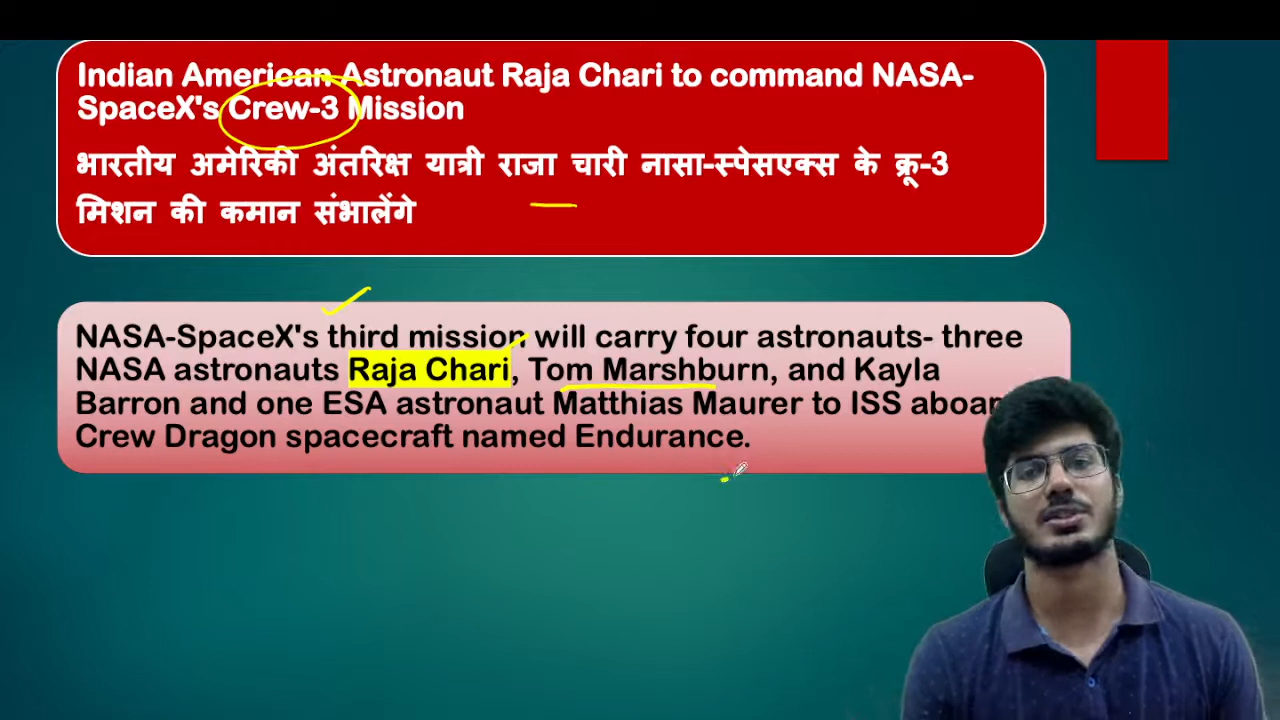 Indian American Astronaut Raja Chari to command NASA-
SpaceX's Crew-3 Mission
भारतीय अमेरिकी अंतरिक्ष यात्री राजा चारी नासा-स्पेसएक्स के क्रू-3
मिशन की कमान संभालेंगे
NASA-SpaceX's third mission will carry four astronauts- three
NASA astronauts Raja Chari, Tom Marshburn, and Kayla
Barron and one ESA astronaut Matthias Maurer to ISS aboar
Crew Dragon spacecraft named Endurance.